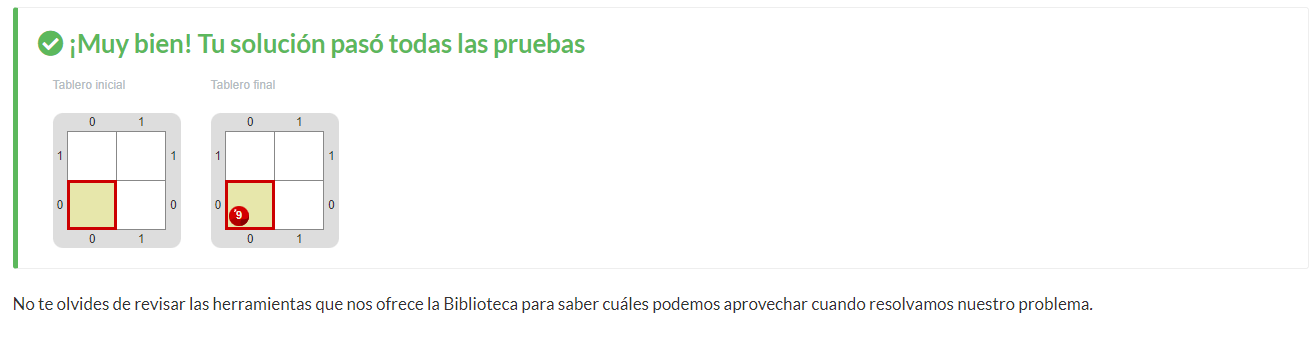 ¡Muy bien! Tu solución pasó todas las pruebas
Tablero inicial Tablero final
0 1 0 1
1 1 1 1
0 0 0 0
9
0 1 0 1
No te olvides de revisar las herramientas que nos ofrece la Biblioteca para saber cuáles podemos aprovechar cuando resolvamos nuestro problema.